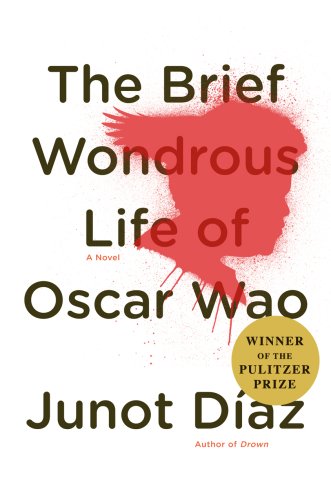 The Brief
Wondrous
Life of
A Novel
Oscar Wao
WINNER
OF THE
PULITZER
PRIZE
Junot Díaz
Author of Drown